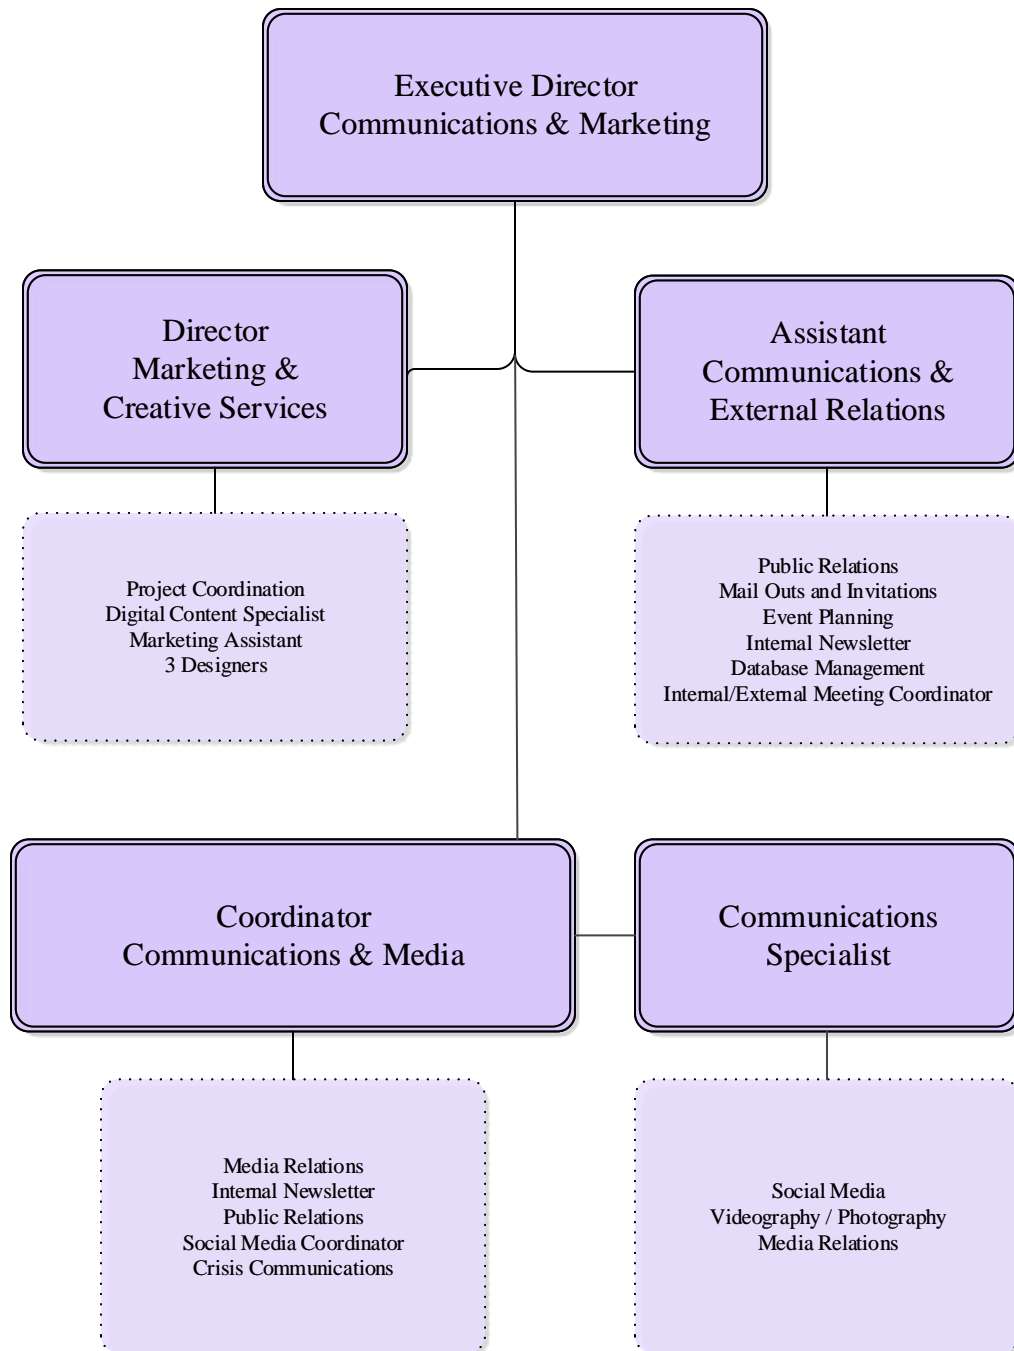 Executive Director
Communications & Marketing
Director
Marketing &
Creative Services
Assistant
Communications &
External Relations
Project Coordination
Digital Content Specialist
Marketing Assistant
3 Designers
Public Relations
Mail Outs and Invitations
Event Planning
Internal Newsletter
Database Management
Internal/External Meeting Coordinator
Coordinator
Communications & Media
Communications
Specialist
Media Relations
Internal Newsletter
Public Relations
Social Media Coordinator
Crisis Communications
Social Media
Videography / Photography
Media Relations